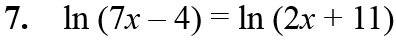 7. ln (7x – 4) = ln (2x + 11)